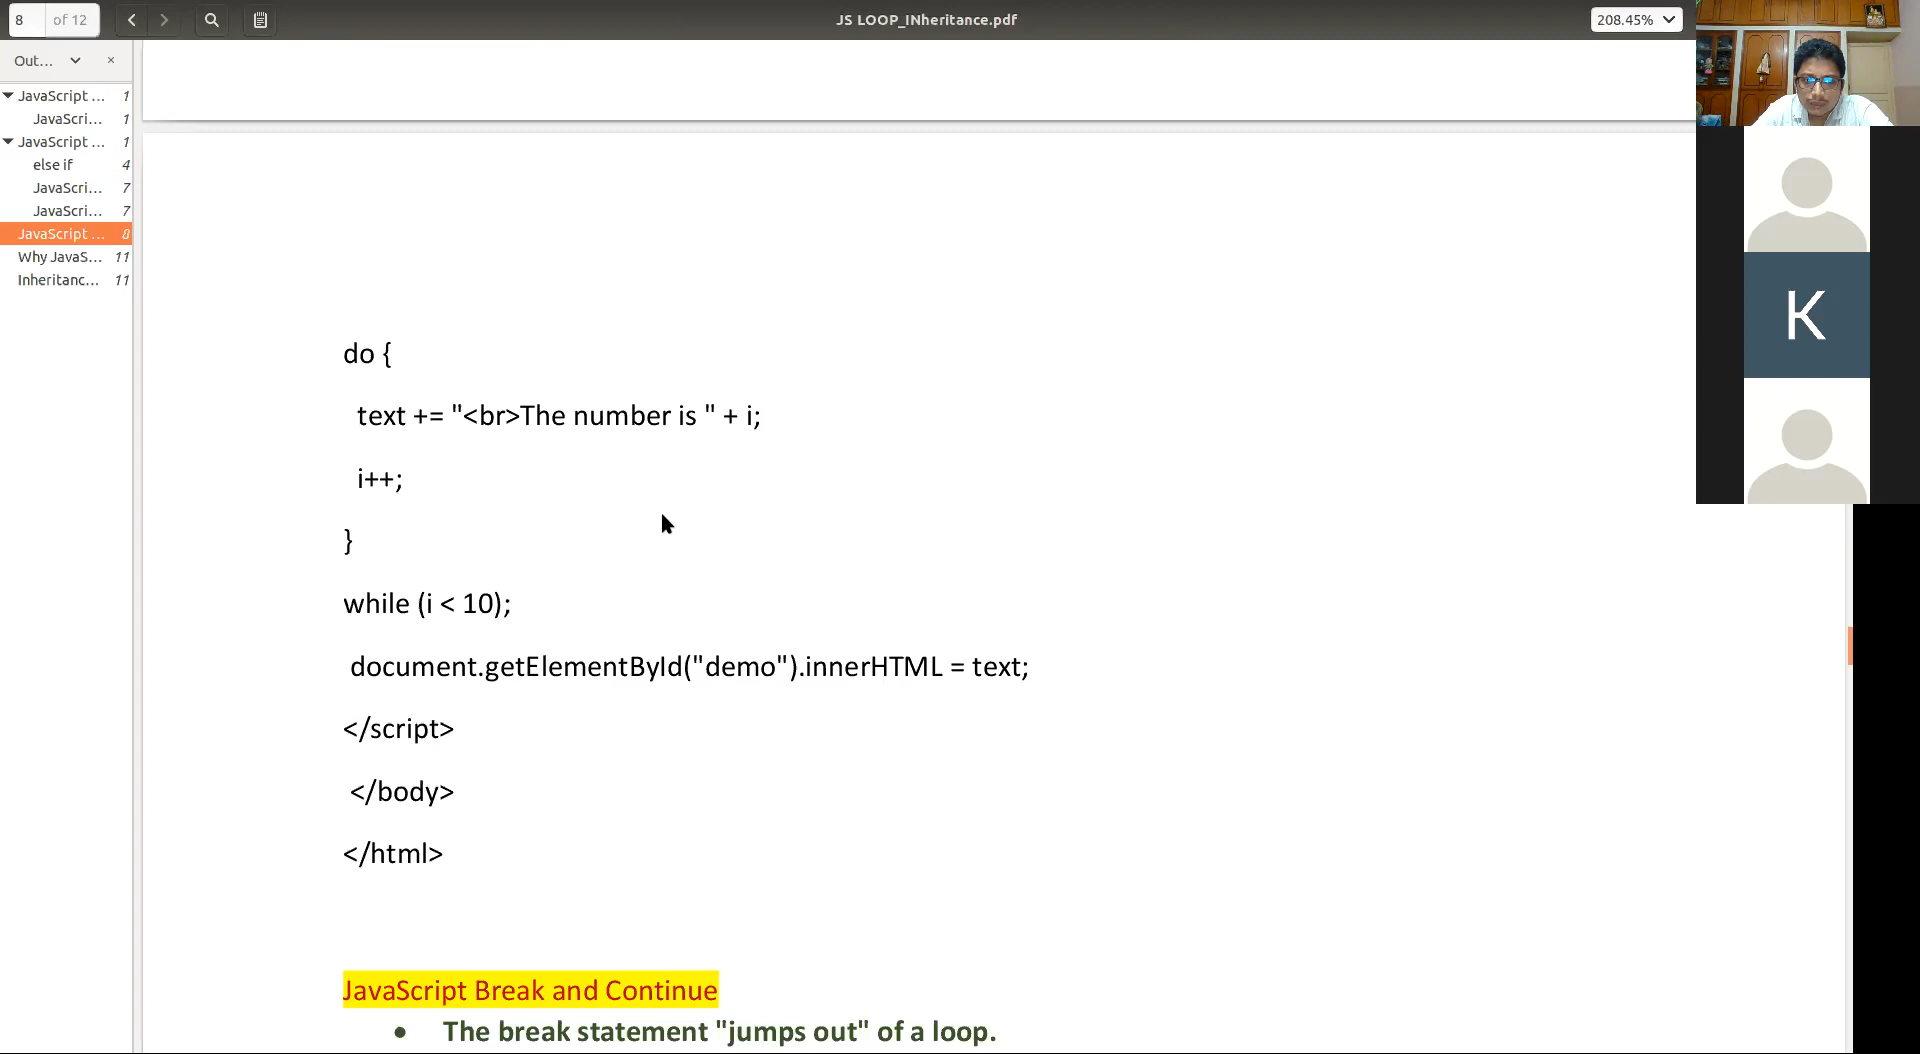 8 of 12
JS LOOP_INheritance.pdf
208.45%
Out...
×
JavaScript ... 1
JavaScri... 1
JavaScript ... 1
else if 4
JavaScri... 7
JavaScri... 7
JavaScript ... 8
Why JavaS... 11
Inheritanc... 11
do {
text += "<br>The number is " + i;
i++;
}
while (i < 10);
document.getElementById("demo").innerHTML = text;
</script>
</body>
</html>
JavaScript Break and Continue
• The break statement "jumps out" of a loop.
K